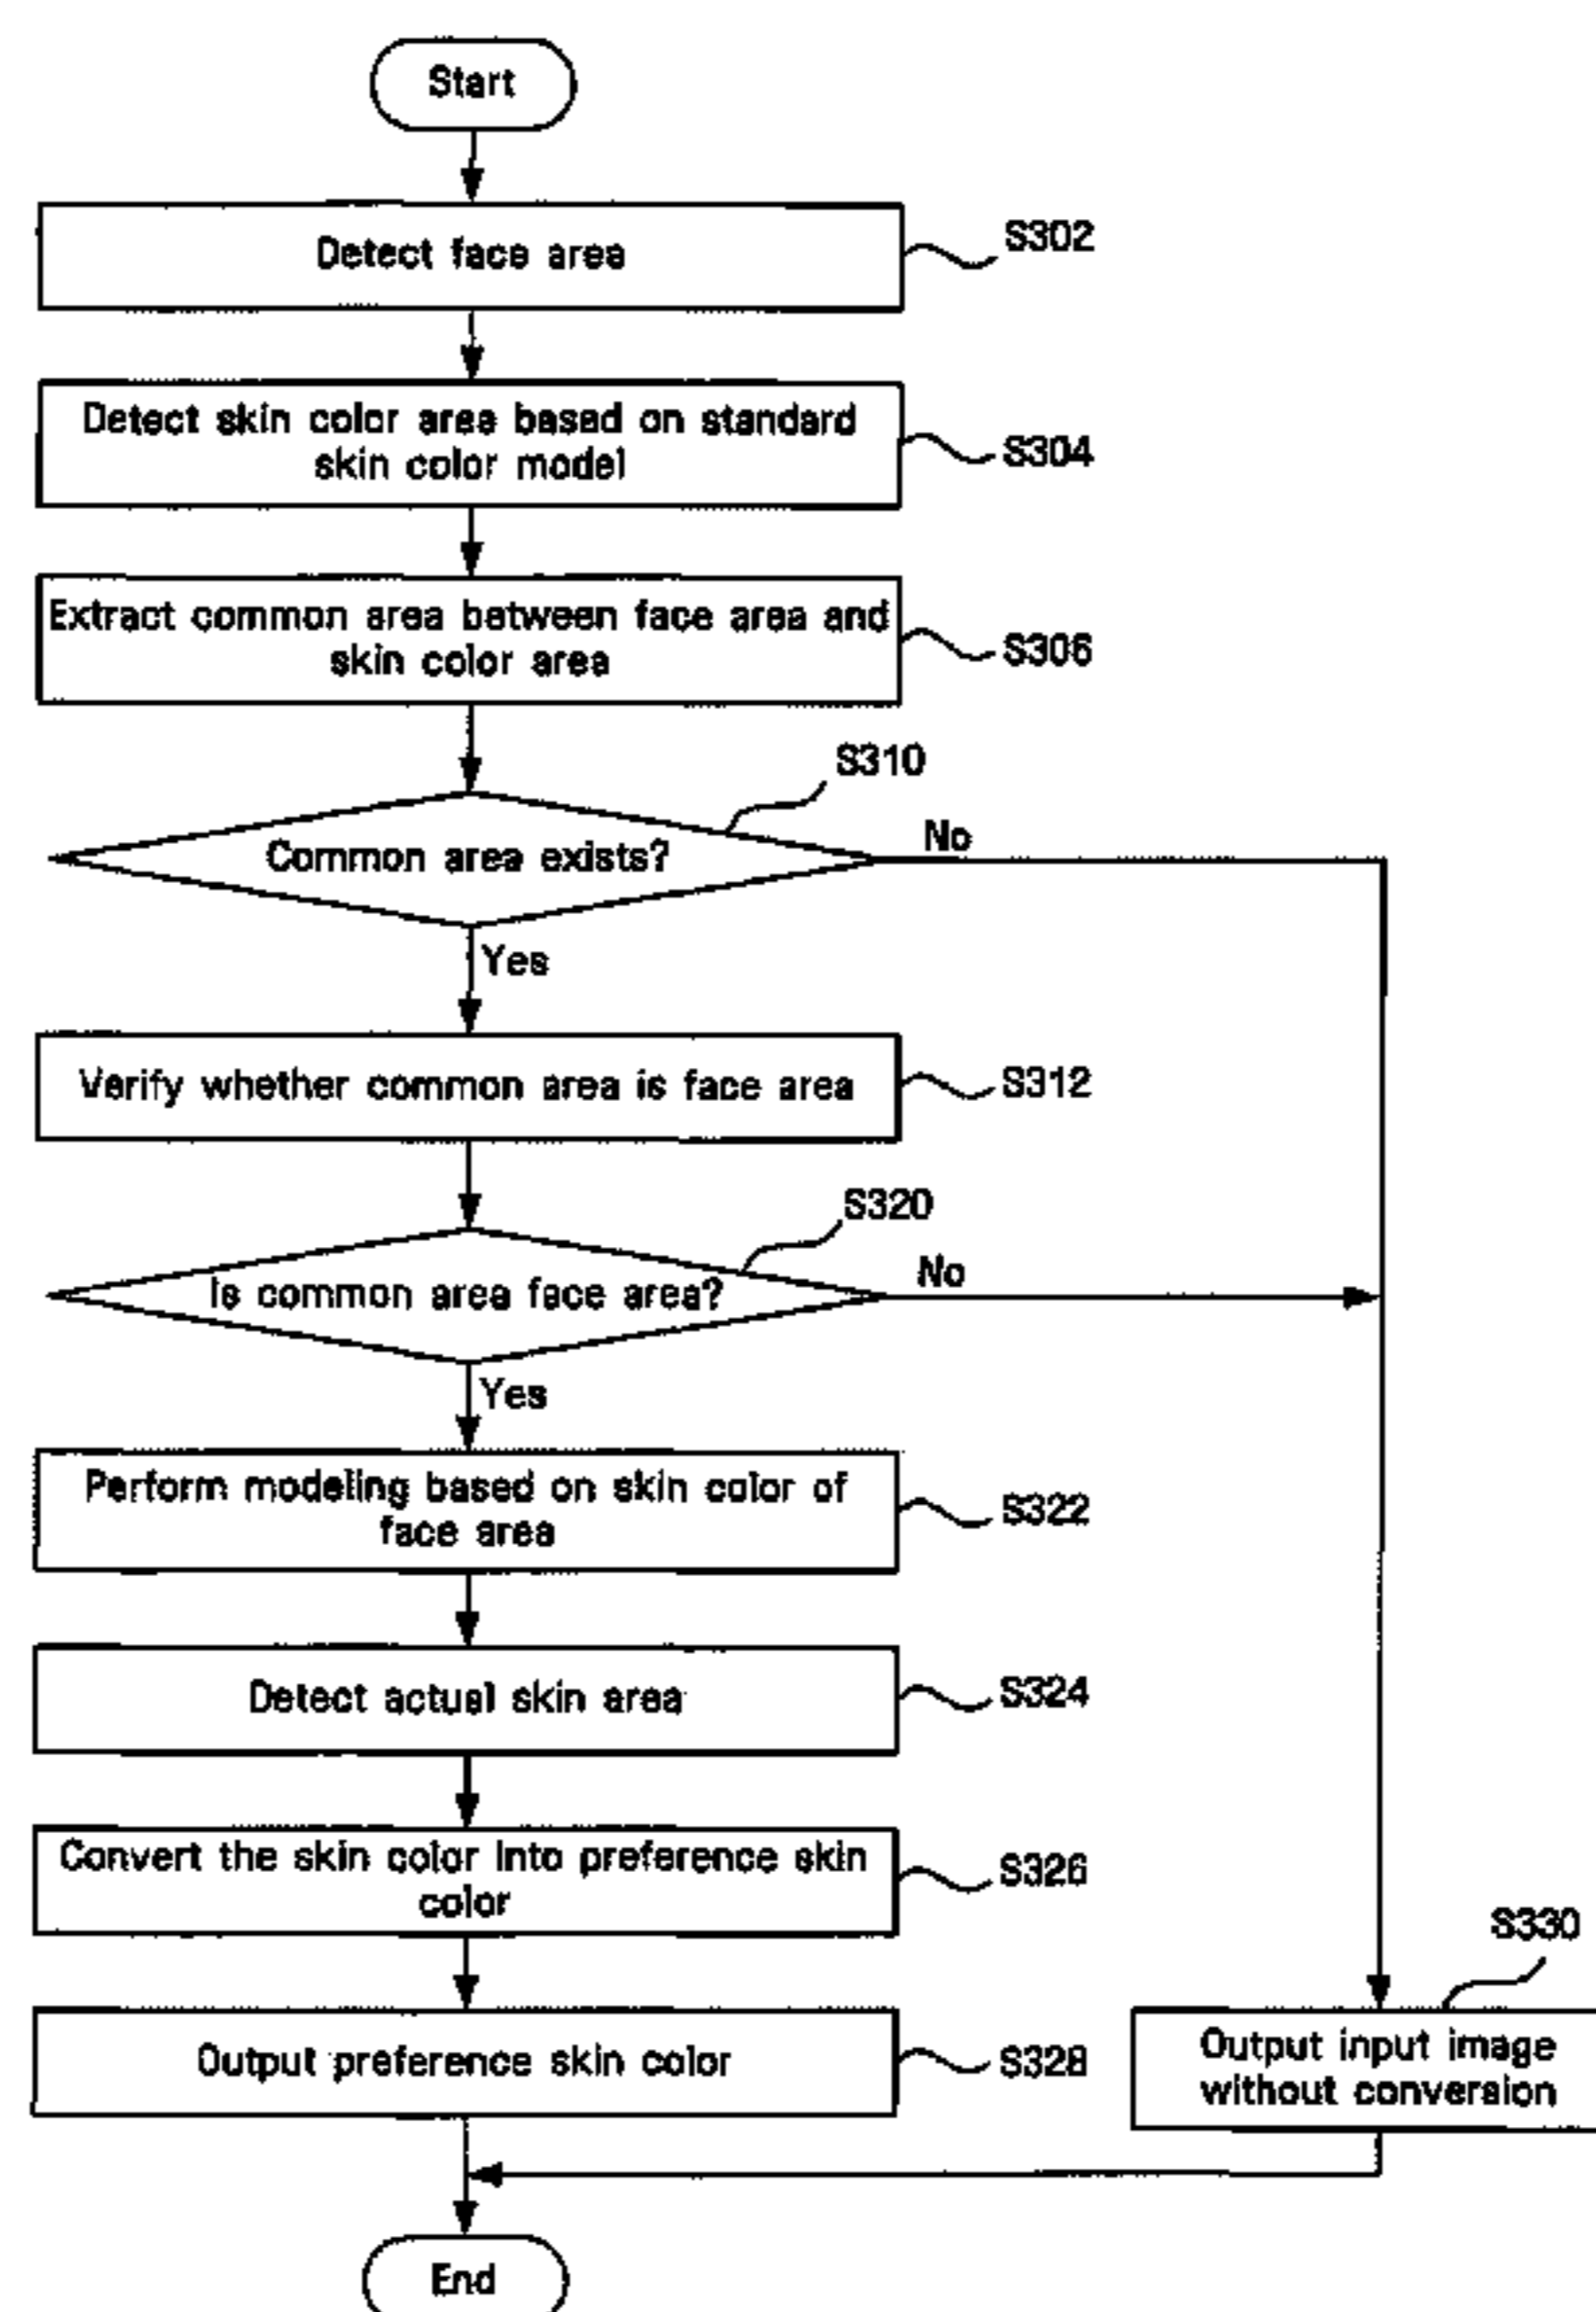 Start
Detect face area
S302
Detect skin color area based on standard
skin color model
S304
Extract common area between face area and
skin color area
S306
S310
Common area exists?
No
Yes
Verify whether common area is face area
S312
S320
Is common area face area?
No
Yes
Perform modeling based on skin color of
face area
S322
Detect actual skin area
S324
Convert the skin color into preference skin
color
S326
S330
Output preference skin color
S328
Output input image
without conversion
End